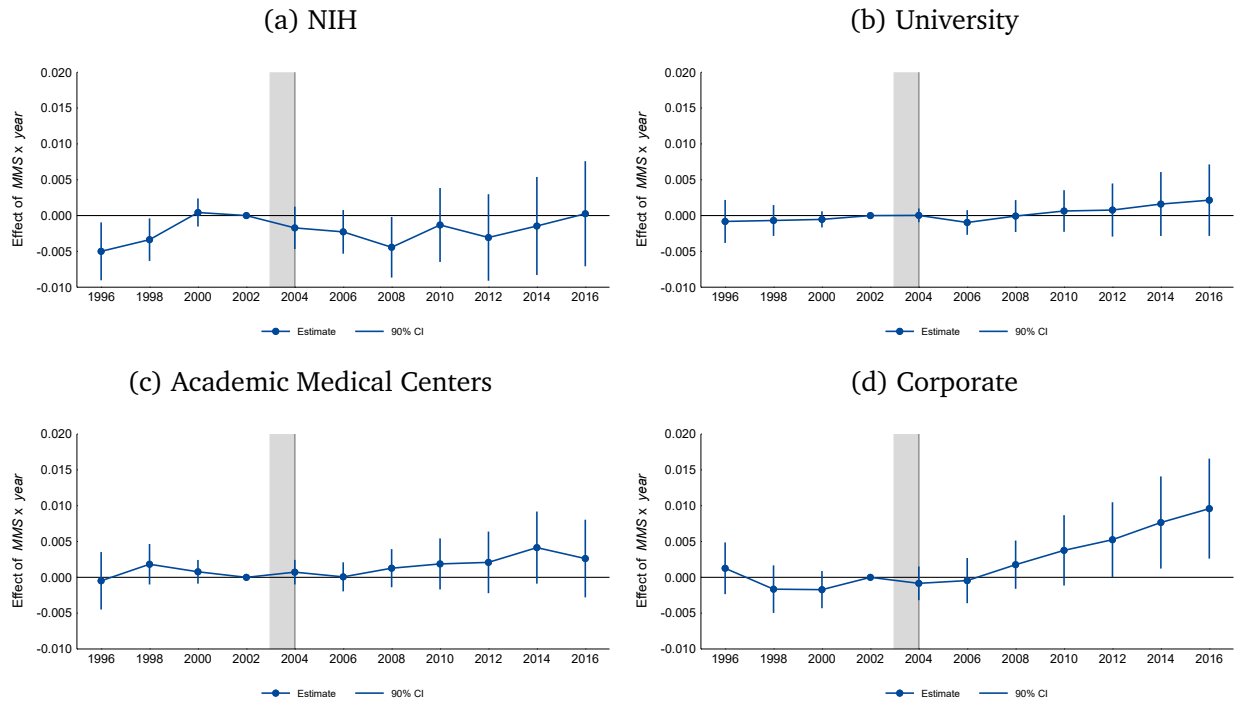 (a) NIH
Effect of MMS x year
0.020
0.015
0.010
0.005
0.000
-0.005
-0.010
1996 1998 2000 2002 2004 2006 2008 2010 2012 2014 2016
Estimate 90% CI
(b) University
Effect of MMS x year
0.020
0.015
0.010
0.005
0.000
-0.005
-0.010
1996 1998 2000 2002 2004 2006 2008 2010 2012 2014 2016
Estimate 90% CI
(c) Academic Medical Centers
Effect of MMS x year
0.020
0.015
0.010
0.005
0.000
-0.005
-0.010
1996 1998 2000 2002 2004 2006 2008 2010 2012 2014 2016
Estimate 90% CI
(d) Corporate
Effect of MMS x year
0.020
0.015
0.010
0.005
0.000
-0.005
-0.010
1996 1998 2000 2002 2004 2006 2008 2010 2012 2014 2016
Estimate 90% CI